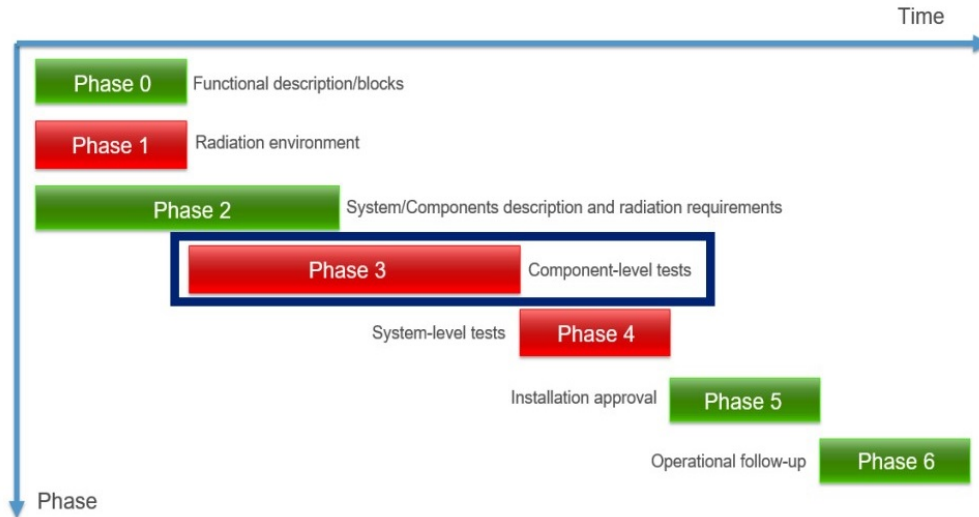 Time
Phase 0 Functional description/blocks
Phase 1 Radiation environment
Phase 2 System/Components description and radiation requirements
Phase 3 Component-level tests
System-level tests Phase 4
Installation approval Phase 5
Operational follow-up Phase 6
Phase